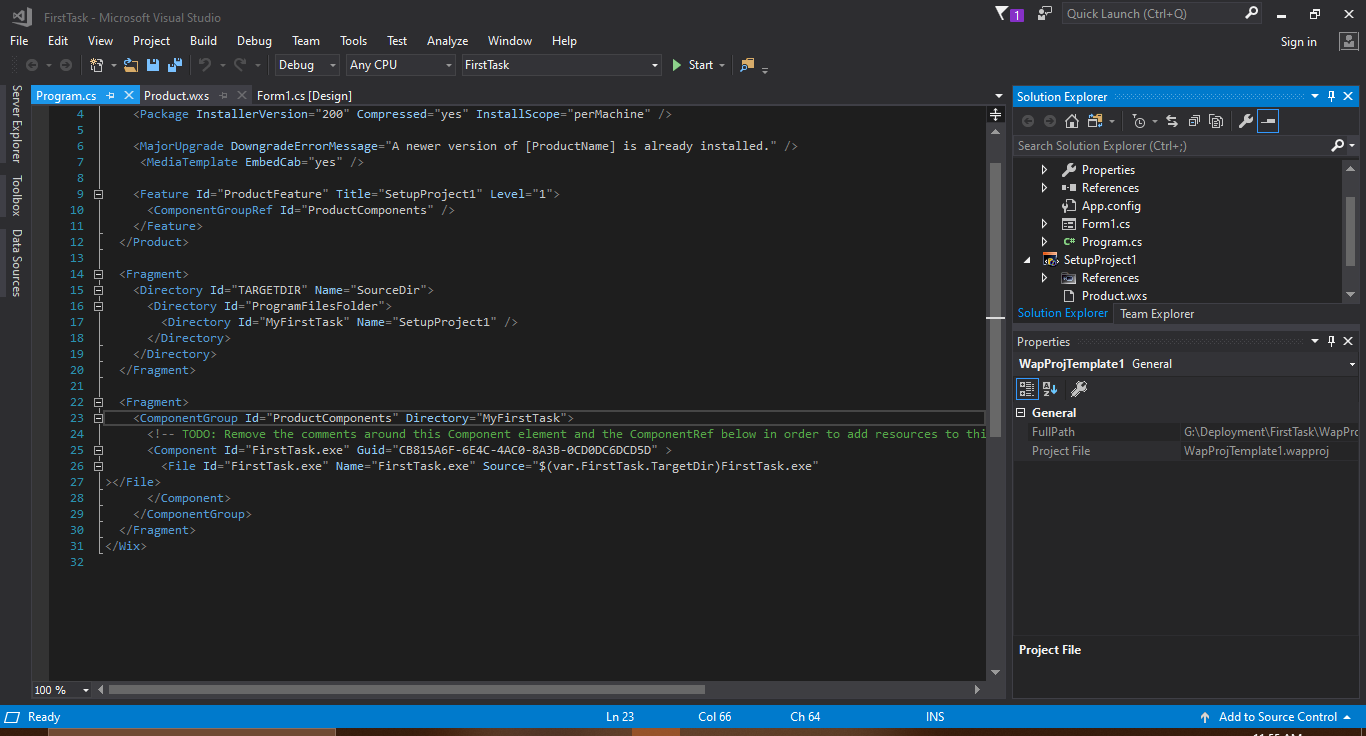 FirstTask - Microsoft Visual Studio
1
Quick Launch (Ctrl+Q)
File Edit View Project Build Debug Team Tools Test Analyze Window Help
Sign in
Debug Any CPU FirstTask Start
Server Explorer
Toolbox
Data Sources
Program.cs Product.wxs Form1.cs [Design]
4 <Package InstallerVersion="200" Compressed="yes" InstallScope="perMachine" />
5
6 <MajorUpgrade DowngradeErrorMessage="A newer version of [ProductName] is already installed." />
7 <MediaTemplate EmbedCab="yes" />
8
9 <Feature Id="ProductFeature" Title="SetupProject1" Level="1">
10 <ComponentGroupRef Id="ProductComponents" />
11 </Feature>
12 </Product>
13
14 <Fragment>
15 <Directory Id="TARGETDIR" Name="SourceDir">
16 <Directory Id="ProgramFilesFolder">
17 <Directory Id="MyFirstTask" Name="SetupProject1" />
18 </Directory>
19 </Directory>
20 </Fragment>
21
22 <Fragment>
23 <ComponentGroup Id="ProductComponents" Directory="MyFirstTask">
24 <!-- TODO: Remove the comments around this Component element and the ComponentRef below in order to add resources to thi
25 <Component Id="FirstTask.exe" Guid="CB815A6F-6E4C-4AC0-8A3B-0CD0DC6DCD5D" >
26 <File Id="FirstTask.exe" Name="FirstTask.exe" Source="$(var.FirstTask.TargetDir)FirstTask.exe"
27 ></File>
28 </Component>
29 </ComponentGroup>
30 </Fragment>
31 </Wix>
32
100 %
Solution Explorer
Search Solution Explorer (Ctrl+;)
Properties
References
App.config
Form1.cs
C# Program.cs
SetupProject1
References
Product.wxs
Solution Explorer Team Explorer
Properties
WapProjTemplate1 General
General
FullPath G:\Deployment\FirstTask\WapPrc
Project File WapProjTemplate1.wapproj
Project File
Ready Ln 23 Col 66 Ch 64 INS Add to Source Control